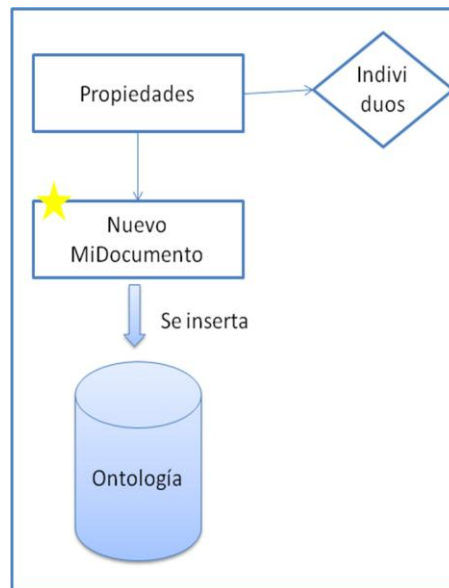 Propiedades
Indivi
duos
Nuevo
MiDocumento
Se inserta
Ontología